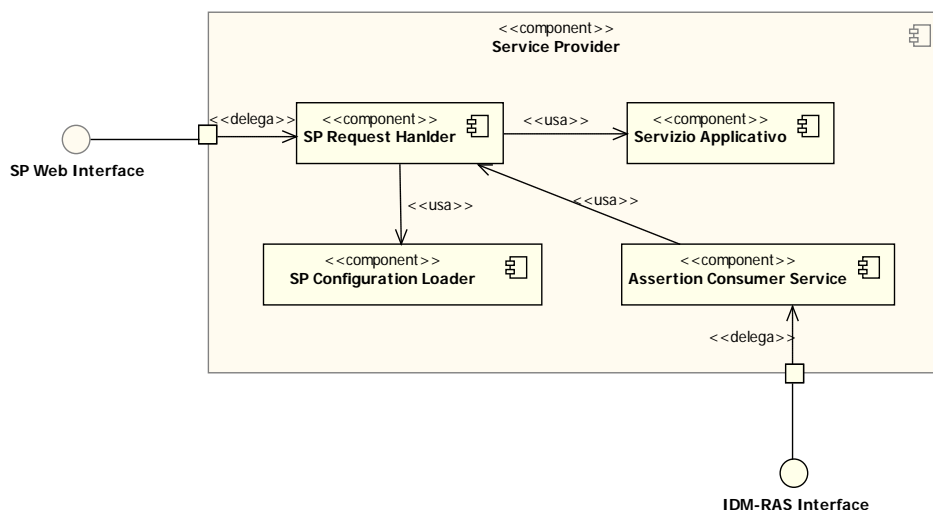 <<component>>
Service Provider
<<delega>>
<<component>>
SP Request Hanlder
<<usa>>
<<component>>
Servizio Applicativo
SP Web Interface
<<usa>>
<<usa>>
<<component>>
SP Configuration Loader
<<component>>
Assertion Consumer Service
<<delega>>
IDM-RAS Interface